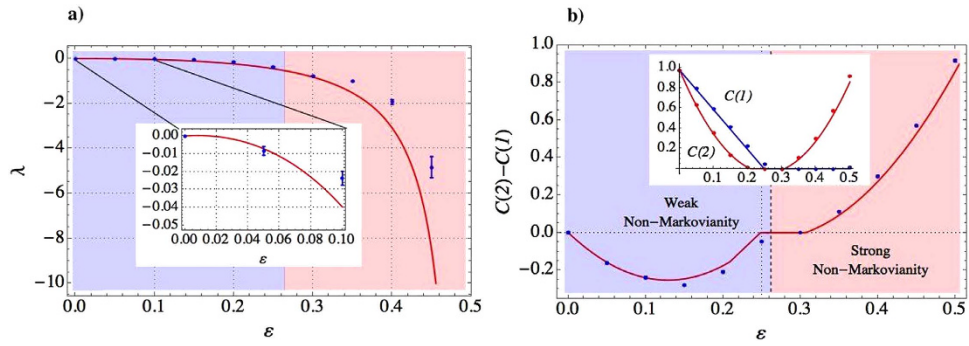 a)
0
−2
−4
−6
−8
−10
λ
0.00
−0.01
−0.02
−0.03
−0.04
−0.05
0.00 0.02 0.04 0.06 0.08 0.10
ε
0.0 0.1 0.2 0.3 0.4 0.5
ε
b)
1.0
0.8
0.6
0.4
0.2
0.0
−0.2
C(2)−C(1)
1.0
0.8
0.6
0.4
0.2
C(1)
C(2)
0.1 0.2 0.3 0.4 0.5
Weak
Non−Markovianity
Strong
Non−Markovianity
0.0 0.1 0.2 0.3 0.4 0.5
ε